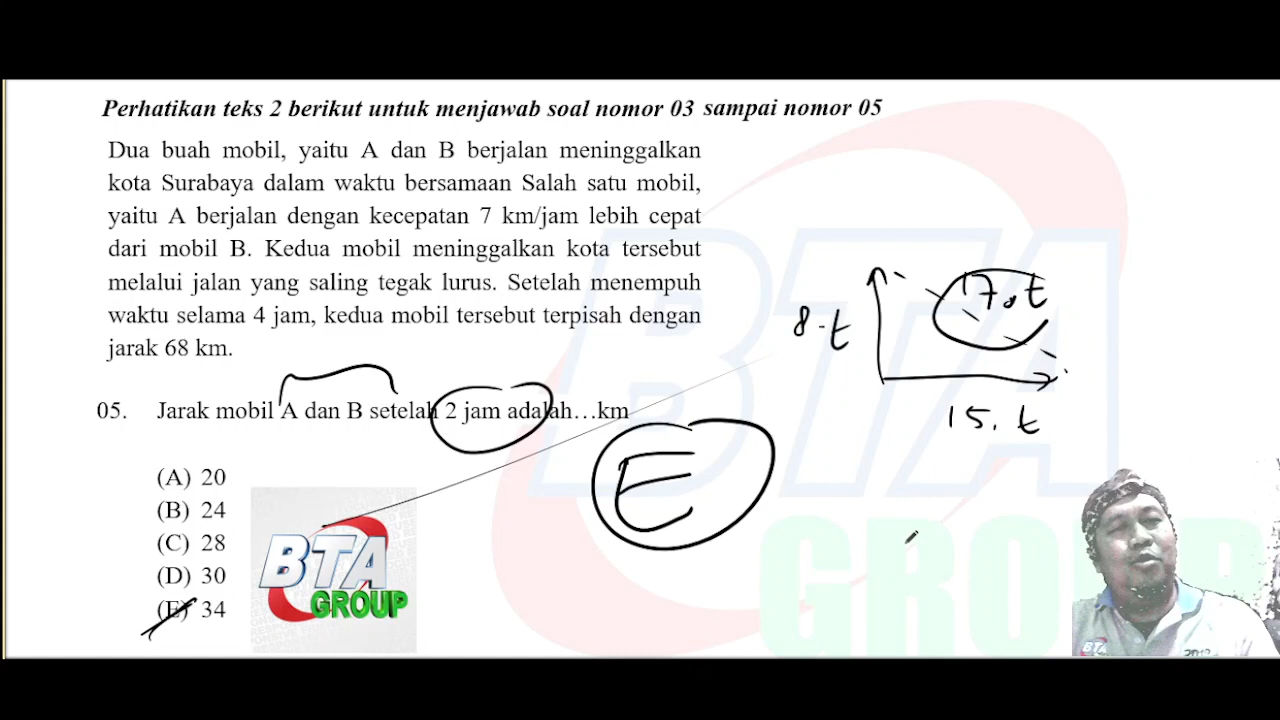 Perhatikan teks 2 berikut untuk menjawab soal nomor 03 sampai nomor 05
Dua buah mobil, yaitu A dan B berjalan meninggalkan
kota Surabaya dalam waktu bersamaan Salah satu mobil,
yaitu A berjalan dengan kecepatan 7 km/jam lebih cepat
dari mobil B. Kedua mobil meninggalkan kota tersebut
melalui jalan yang saling tegak lurus. Setelah menempuh
waktu selama 4 jam, kedua mobil tersebut terpisah dengan
jarak 68 km.
17.t
8.t
15. t
05. Jarak mobil A dan B setelah 2 jam adalah…km
E
(A) 20
(B) 24
(C) 28
(D) 30
(E) 34
BTA
GROUP
BTA
GROUP